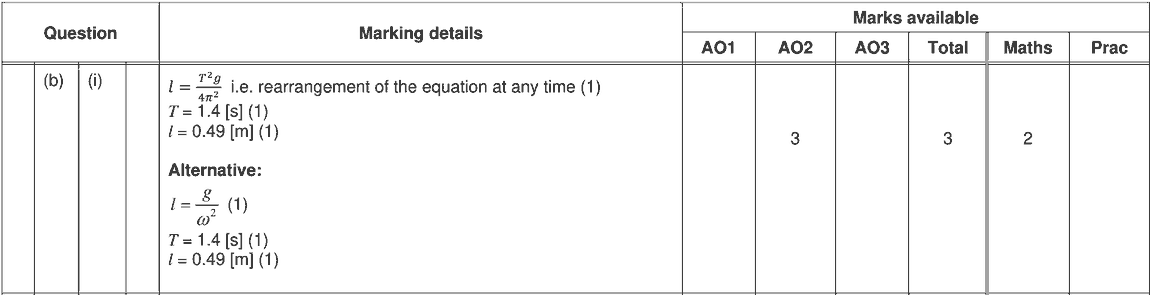 Question Marking details Marks available
AO1 AO2 AO3 Total Maths Prac
(b) (i) l = T²g/4π² i.e. rearrangement of the equation at any time (1)
T = 1.4 [s] (1)
l = 0.49 [m] (1)
3 3 2
Alternative:
l = g/ω² (1)
T = 1.4 [s] (1)
l = 0.49 [m] (1)